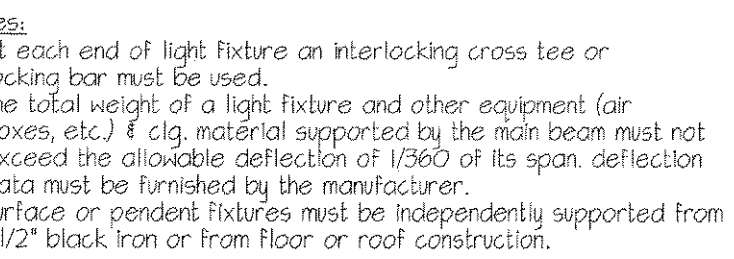 es:
t each end of light fixture an interlocking cross tee or
ocking bar must be used.
he total weight of a light fixture and other equipment (air
oxes, etc.) & clg. material supported by the main beam must not
xceed the allowable deflection of 1/360 of its span. deflection
ata must be furnished by the manufacturer.
urface or pendent fixtures must be independently supported from
1/2" black iron or from floor or roof construction.